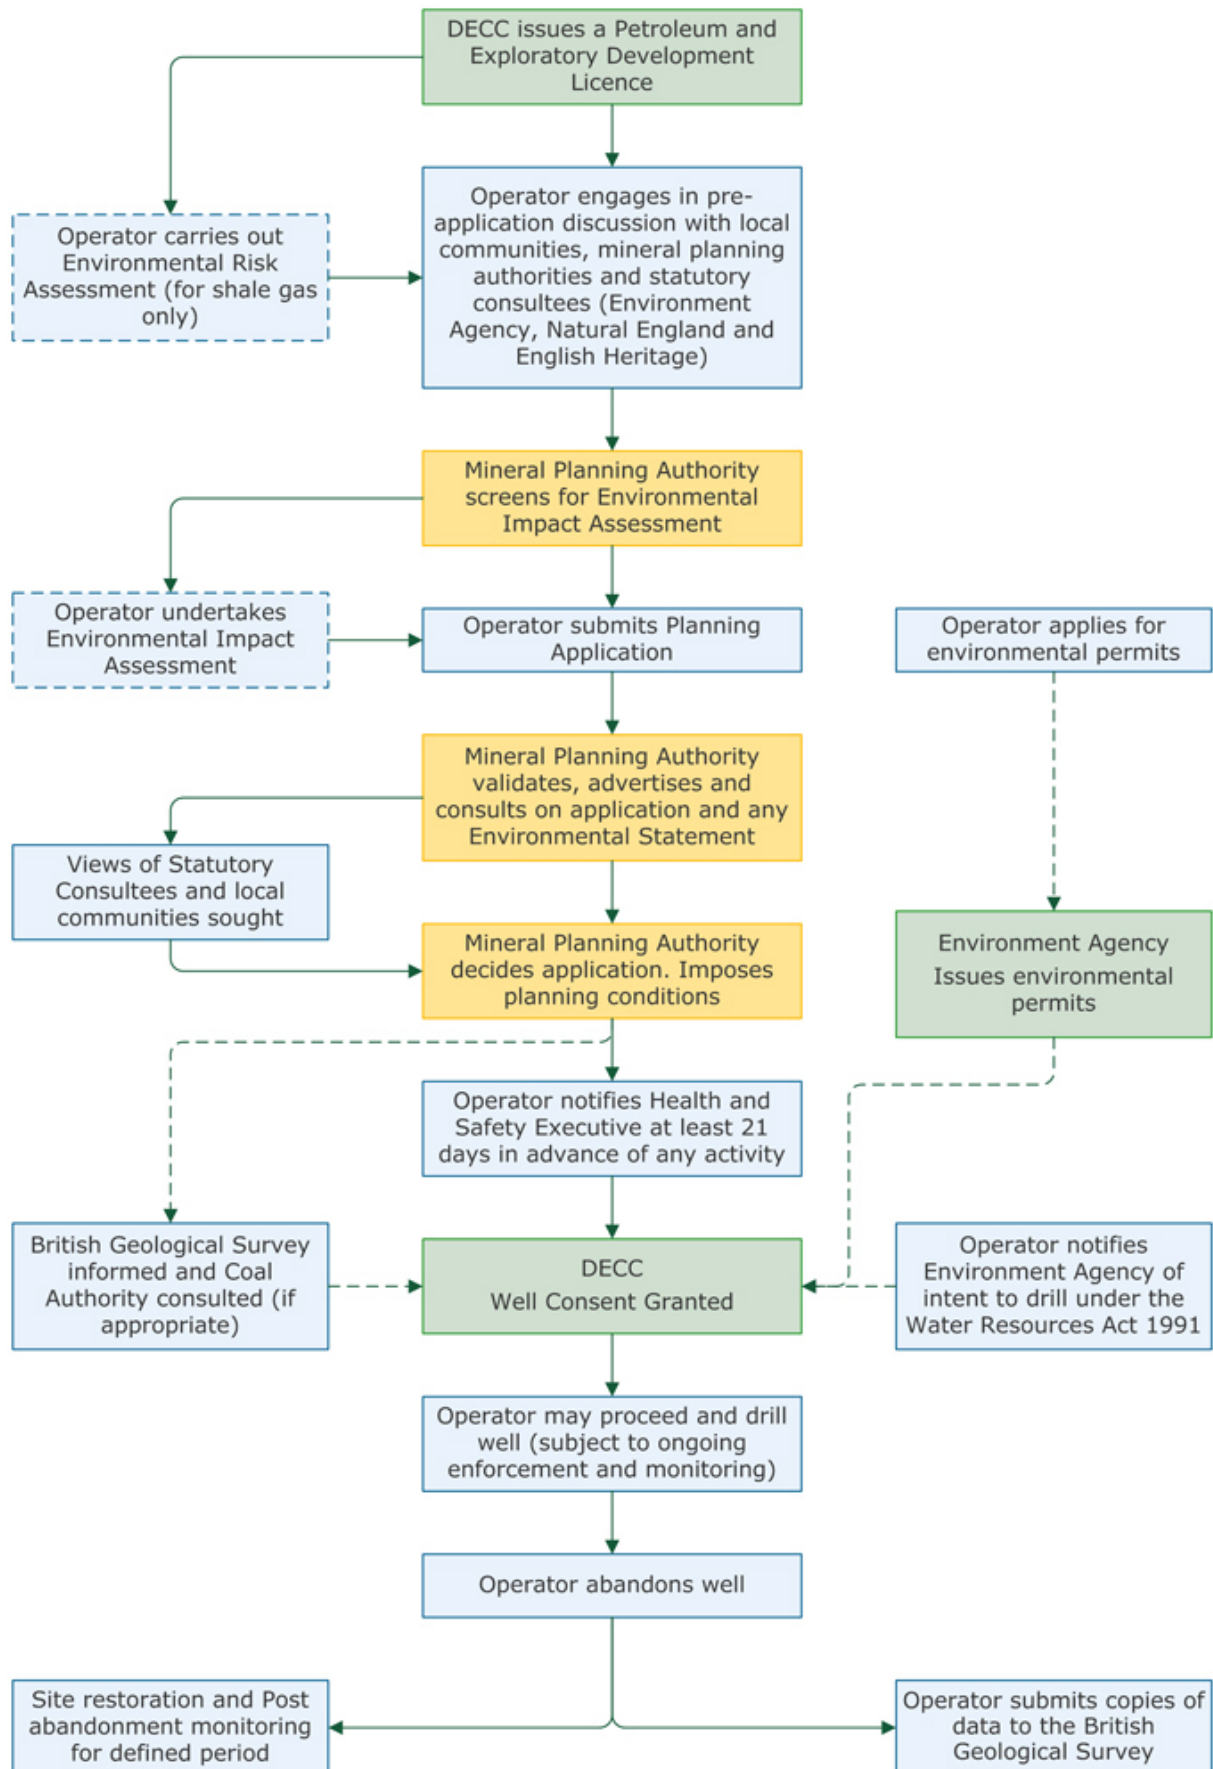 DECC issues a Petroleum and
Exploratory Development
Licence
Operator carries out
Environmental Risk
Assessment (for shale gas
only)
Operator engages in pre-
application discussion with local
communities, mineral planning
authorities and statutory
consultees (Environment
Agency, Natural England and
English Heritage)
Mineral Planning Authority
screens for Environmental
Impact Assessment
Operator undertakes
Environmental Impact
Assessment
Operator submits Planning
Application
Operator applies for
environmental permits
Mineral Planning Authority
validates, advertises and
consults on application and any
Environmental Statement
Views of Statutory
Consultees and local
communities sought
Mineral Planning Authority
decides application. Imposes
planning conditions
Environment Agency
Issues environmental
permits
Operator notifies Health and
Safety Executive at least 21
days in advance of any activity
British Geological Survey
informed and Coal
Authority consulted (if
appropriate)
DECC
Well Consent Granted
Operator notifies
Environment Agency of
intent to drill under the
Water Resources Act 1991
Operator may proceed and drill
well (subject to ongoing
enforcement and monitoring)
Operator abandons well
Site restoration and Post
abandonment monitoring
for defined period
Operator submits copies of
data to the British
Geological Survey